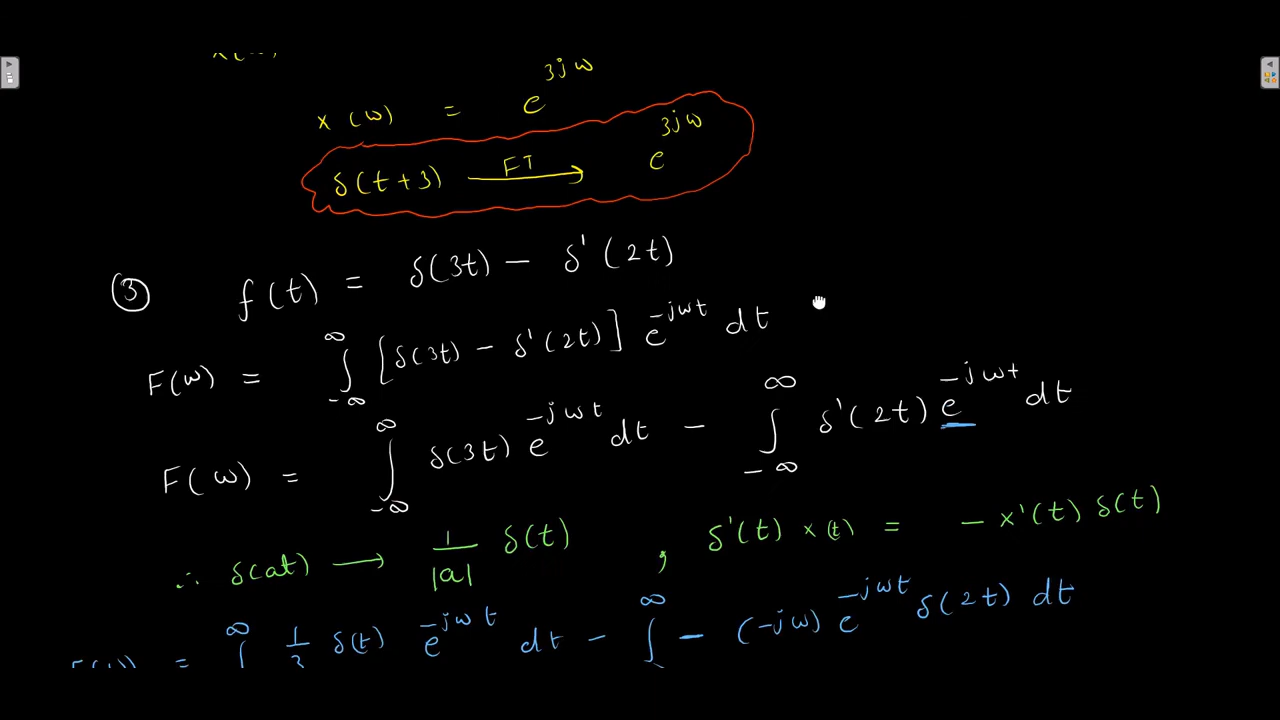 x(ω) = e^{3jω}
δ(t+3) —FT→ e^{3jω}
③ f(t) = δ(3t) − δ'(2t)
F(ω) = ∫_{-∞}^{∞} [δ(3t) − δ'(2t)] e^{-jωt} dt
F(ω) = ∫_{-∞}^{∞} δ(3t) e^{-jωt} dt − ∫_{-∞}^{∞} δ'(2t) e^{-jωt} dt
∴ δ(at) ⟶ 1/|a| δ(t) , δ'(t) x(t) = − x'(t) δ(t)
= ∫^{∞} 1/3 δ(t) e^{-jωt} dt − ∫^{∞} − (−jω) e^{-jωt} δ(2t) dt